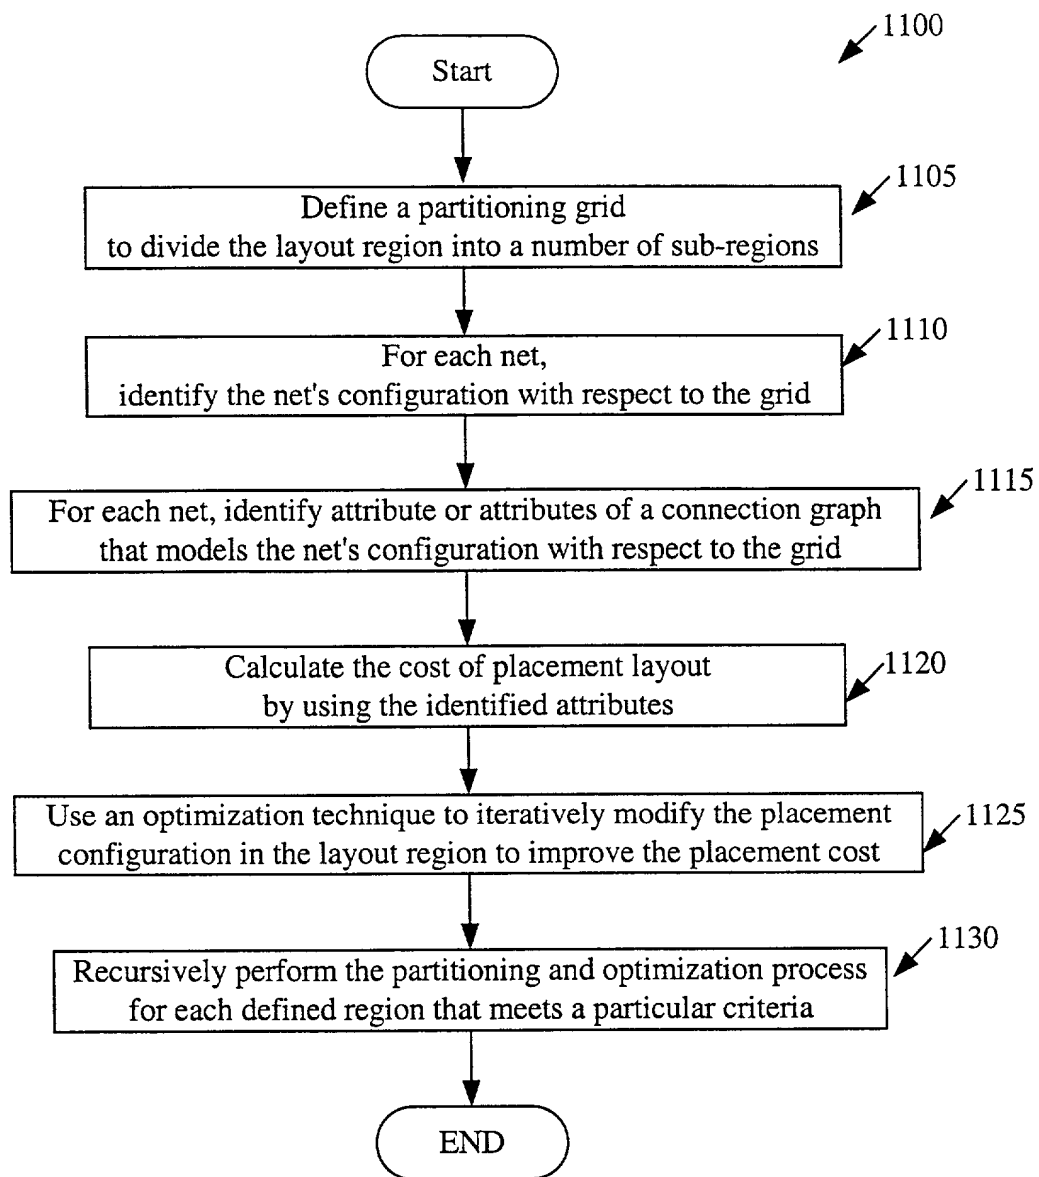 1100
Start
1105
Define a partitioning grid
to divide the layout region into a number of sub-regions
1110
For each net,
identify the net's configuration with respect to the grid
1115
For each net, identify attribute or attributes of a connection graph
that models the net's configuration with respect to the grid
1120
Calculate the cost of placement layout
by using the identified attributes
1125
Use an optimization technique to iteratively modify the placement
configuration in the layout region to improve the placement cost
1130
Recursively perform the partitioning and optimization process
for each defined region that meets a particular criteria
END